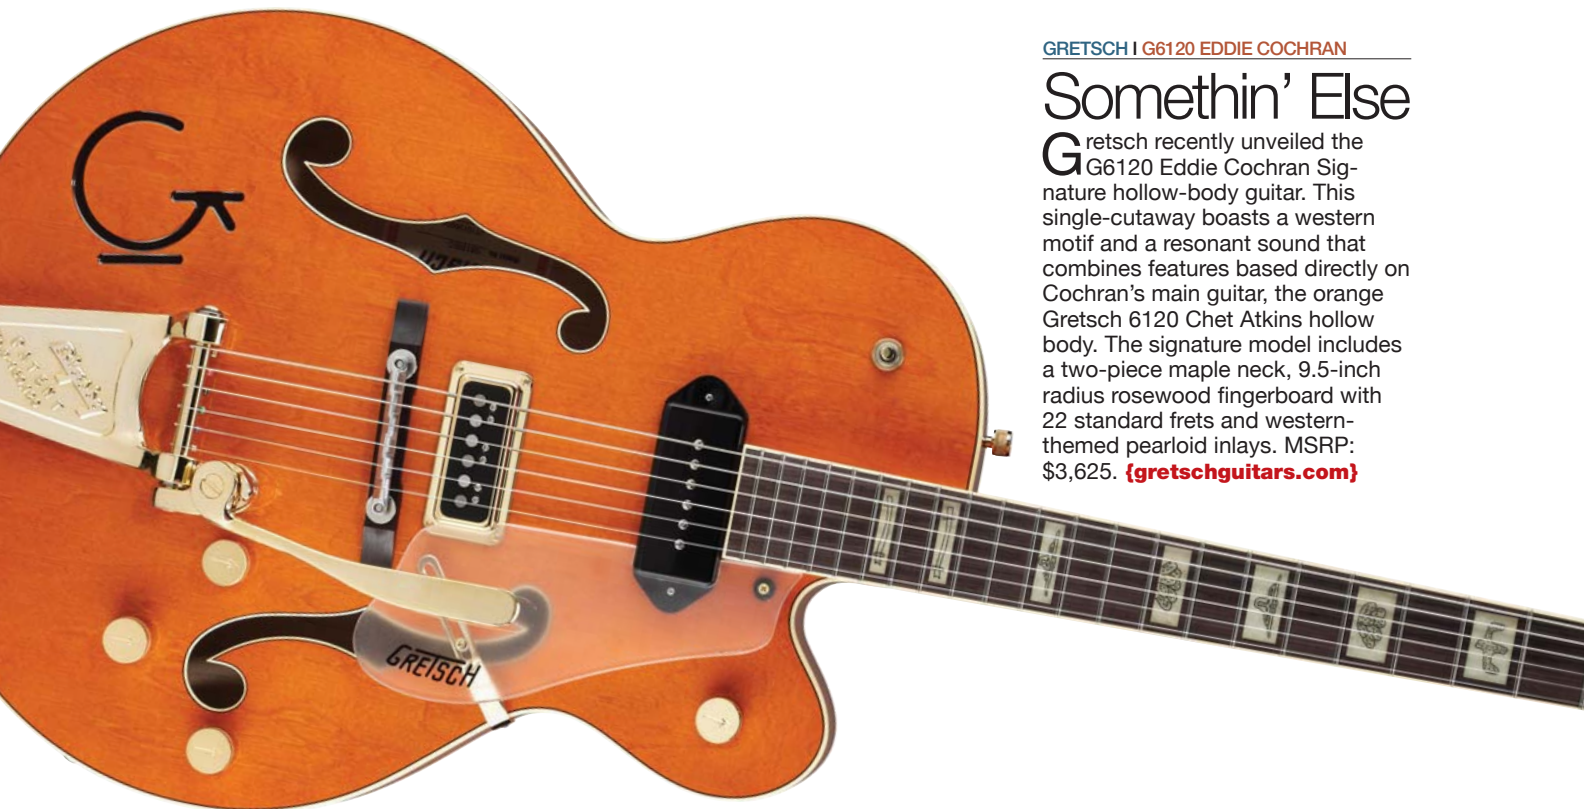 GRETSCH I G6120 EDDIE COCHRAN
Somethin’ Else
Gretsch recently unveiled the
G6120 Eddie Cochran Sig-
nature hollow-body guitar. This
single-cutaway boasts a western
motif and a resonant sound that
combines features based directly on
Cochran’s main guitar, the orange
Gretsch 6120 Chet Atkins hollow
body. The signature model includes
a two-piece maple neck, 9.5-inch
radius rosewood fingerboard with
22 standard frets and western-
themed pearloid inlays. MSRP:
$3,625. {gretschguitars.com}
GRETSCH